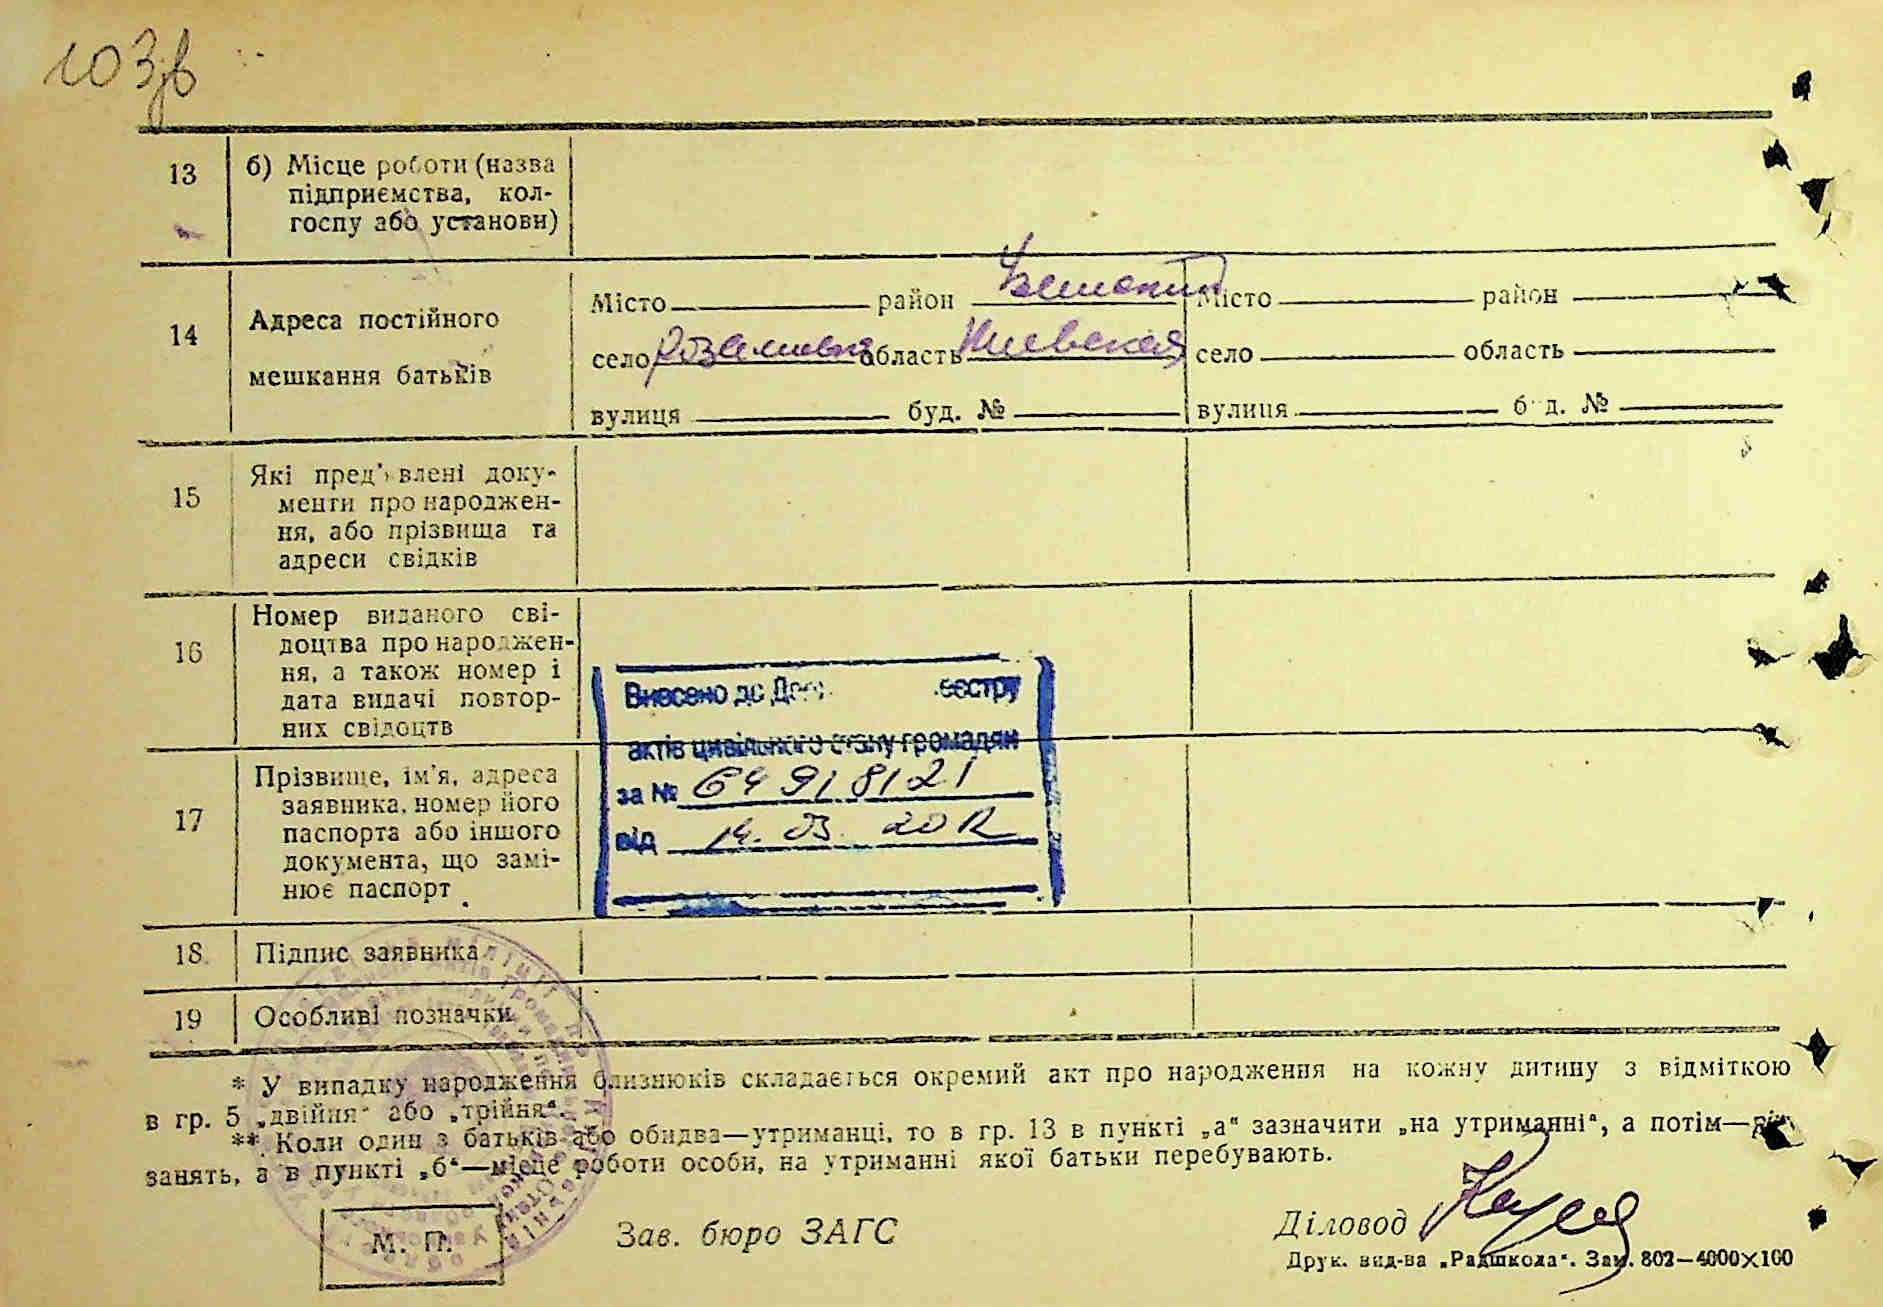 103зв
13 б) Місце роботи (назва
підприємства, кол-
госпу або установи)
14 Адреса постійного
мешкання батьків
Місто район
село область Киевская
вулиця буд. №
Місто район
село область
вулиця буд. №
15 Які пред'явлені доку-
менти про народжен-
ня, або прізвища та
адреси свідків
16 Номер виданого сві-
доцтва про народжен-
ня, а також номер і
дата видачі повтор-
них свідоцтв
Внесено до реєстру
актів цивільного стану громадян
за № 64918121
від 14. 03. 2012
17 Прізвище, ім'я, адреса
заявника, номер його
паспорта або іншого
документа, що замі-
нює паспорт
18. Підпис заявника
19 Особливі позначки
* У випадку народження близнюків складається окремий акт про народження на кожну дитину з відміткою
в гр. 5 „двійня" або „трійня".
** Коли один з батьків або обидва—утриманці, то в гр. 13 в пункті „а" зазначити „на утриманні", а потім—рід
занять, а в пункті „б"—місце роботи особи, на утриманні якої батьки перебувають.
М. П. Зав. бюро ЗАГС Діловод
Друк. вид-ва „Радшкола". Зам. 802—4000×100